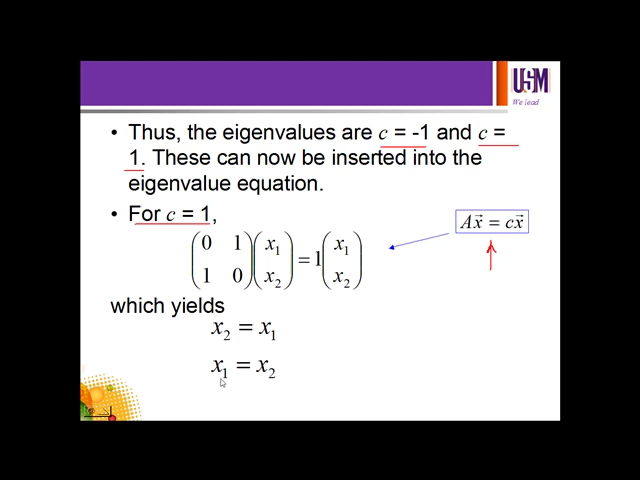 USM
We lead
• Thus, the eigenvalues are c = -1 and c =
1. These can now be inserted into the
eigenvalue equation.
• For c = 1,
Ax⃗ = cx⃗
(0 1; 1 0)(x₁; x₂) = 1(x₁; x₂)
which yields
x₂ = x₁
x₁ = x₂